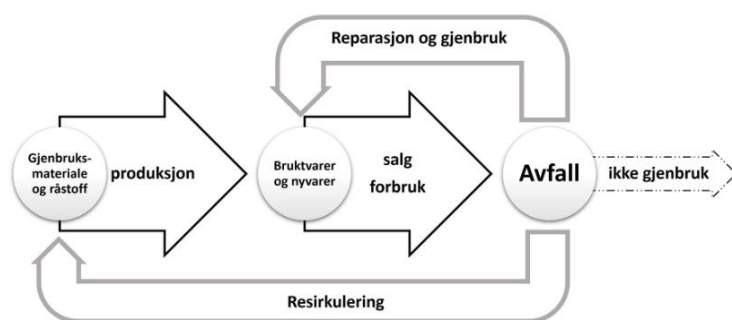 Reparasjon og gjenbruk
Gjenbruks-
materiale
og råstoff
produksjon
Bruktvarer
og nyvarer
salg
forbruk
Avfall
ikke gjenbruk
Resirkulering